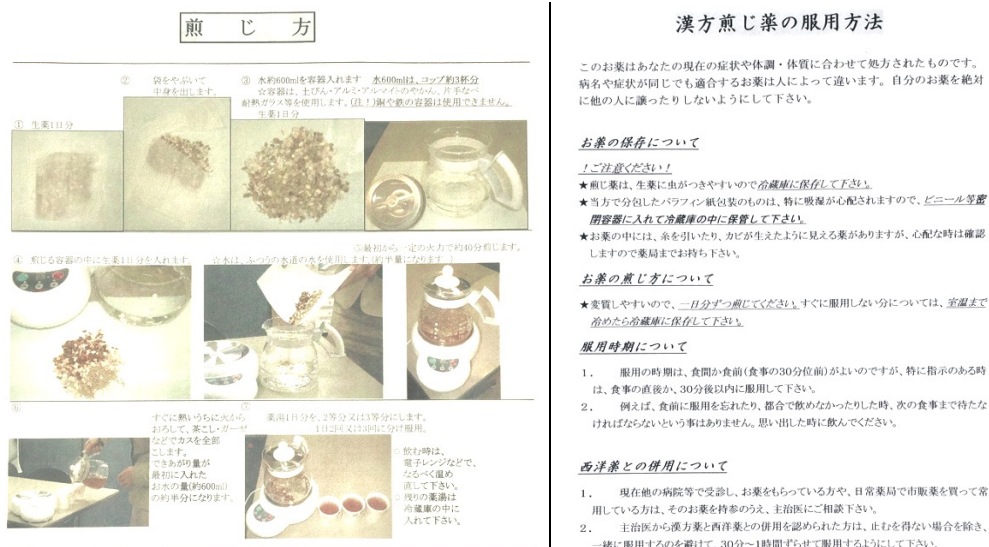 煎じ方
② 袋をやぶいて
中身を出します。
③ 水約600mlを容器入れます 水600mlは、コップ約3杯分
☆容器は、土びん・アルミ・アルマイトのやかん、片手なべ
耐熱ガラス等を使用します。(注!)銅や鉄の容器は使用できません。
生薬1日分
① 生薬1日分
⑤最初から一定の火力で約40分煎じます。
④ 煎じる容器の中に生薬1日分を入れます。
☆水は、ふつうの水道の水を使用します。(約半量になります。)
⑥
すぐに熱いうちに火から
おろして、茶こし・ガーゼ
などでカスを全部
こします。
できあがり量が
最初に入れた
お水の量(約600ml)
の約半分になります。
⑦
薬湯1日分を、2等分又は3等分にします。
1日2回又は3回に分け服用。
○飲む時は、
電子レンジなどで、
なるべく温め
直して下さい。
○残りの薬湯は
冷蔵庫の中に
入れて下さい。
漢方煎じ薬の服用方法
このお薬はあなたの現在の症状や体調・体質に合わせて処方されたものです。
病名や症状が同じでも適合するお薬は人によって違います。自分のお薬を絶対
に他の人に譲ったりしないようにして下さい。
お薬の保存について
!ご注意ください!
★煎じ薬は、生薬に虫がつきやすいので冷蔵庫に保存して下さい。
★当方で分包したパラフィン紙包装のものは、特に吸湿が心配されますので、ビニール等密
閉容器に入れて冷蔵庫の中に保管して下さい。
★お薬の中には、糸を引いたり、カビが生えたように見える薬がありますが、心配な時は確認
しますので薬局までお持ち下さい。
お薬の煎じ方について
★変質しやすいので、一日分ずつ煎じてください。すぐに服用しない分については、室温まで
冷めたら冷蔵庫に保存して下さい。
服用時期について
1. 服用の時期は、食間か食前(食事の30分位前)がよいのですが、特に指示のある時
は、食事の直後か、30分後以内に服用して下さい。
2. 例えば、食前に服用を忘れたり、都合で飲めなかったりした時、次の食事まで待たな
ければならないという事はありません。思い出した時に飲んでください。
西洋薬との併用について
1. 現在他の病院等で受診し、お薬をもらっている方や、日常薬局で市販薬を買って常
用している方は、そのお薬を持参のうえ、主治医にご相談下さい。
2. 主治医から漢方薬と西洋薬との併用を認められた方は、止むを得ない場合を除き、
一緒に服用するのを避けて、30分～1時間ずらせて服用するようにして下さい。